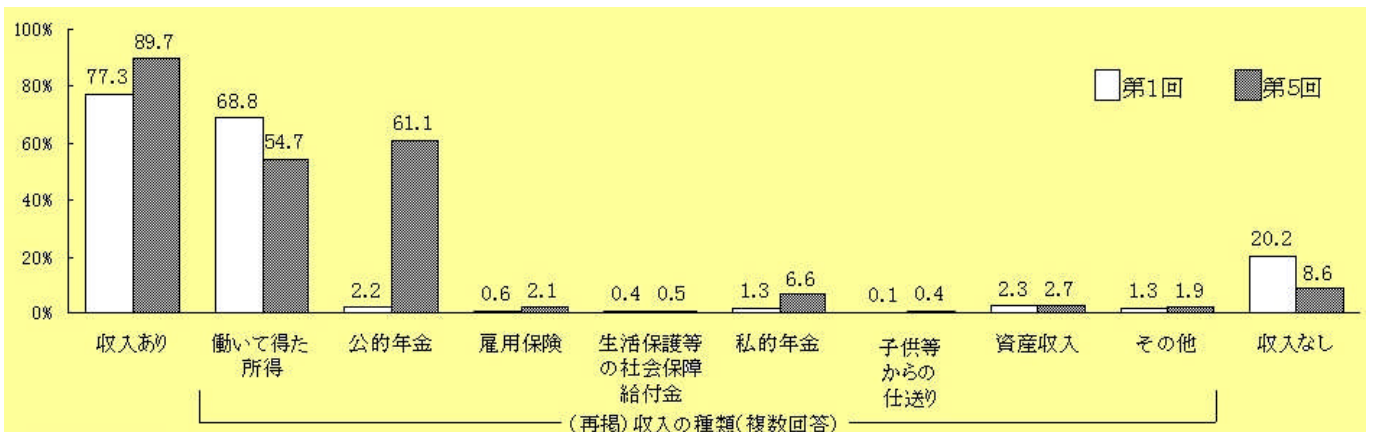 100%
80%
60%
40%
20%
0%
77.3 89.7
68.8 54.7
2.2 61.1
0.6 2.1
0.4 0.5
1.3 6.6
0.1 0.4
2.3 2.7
1.3 1.9
20.2 8.6
第1回 第5回
収入あり
働いて得た
所得
公的年金
雇用保険
生活保護等
の社会保障
給付金
私的年金
子供等
からの
仕送り
資産収入
その他
収入なし
(再掲)収入の種類(複数回答)